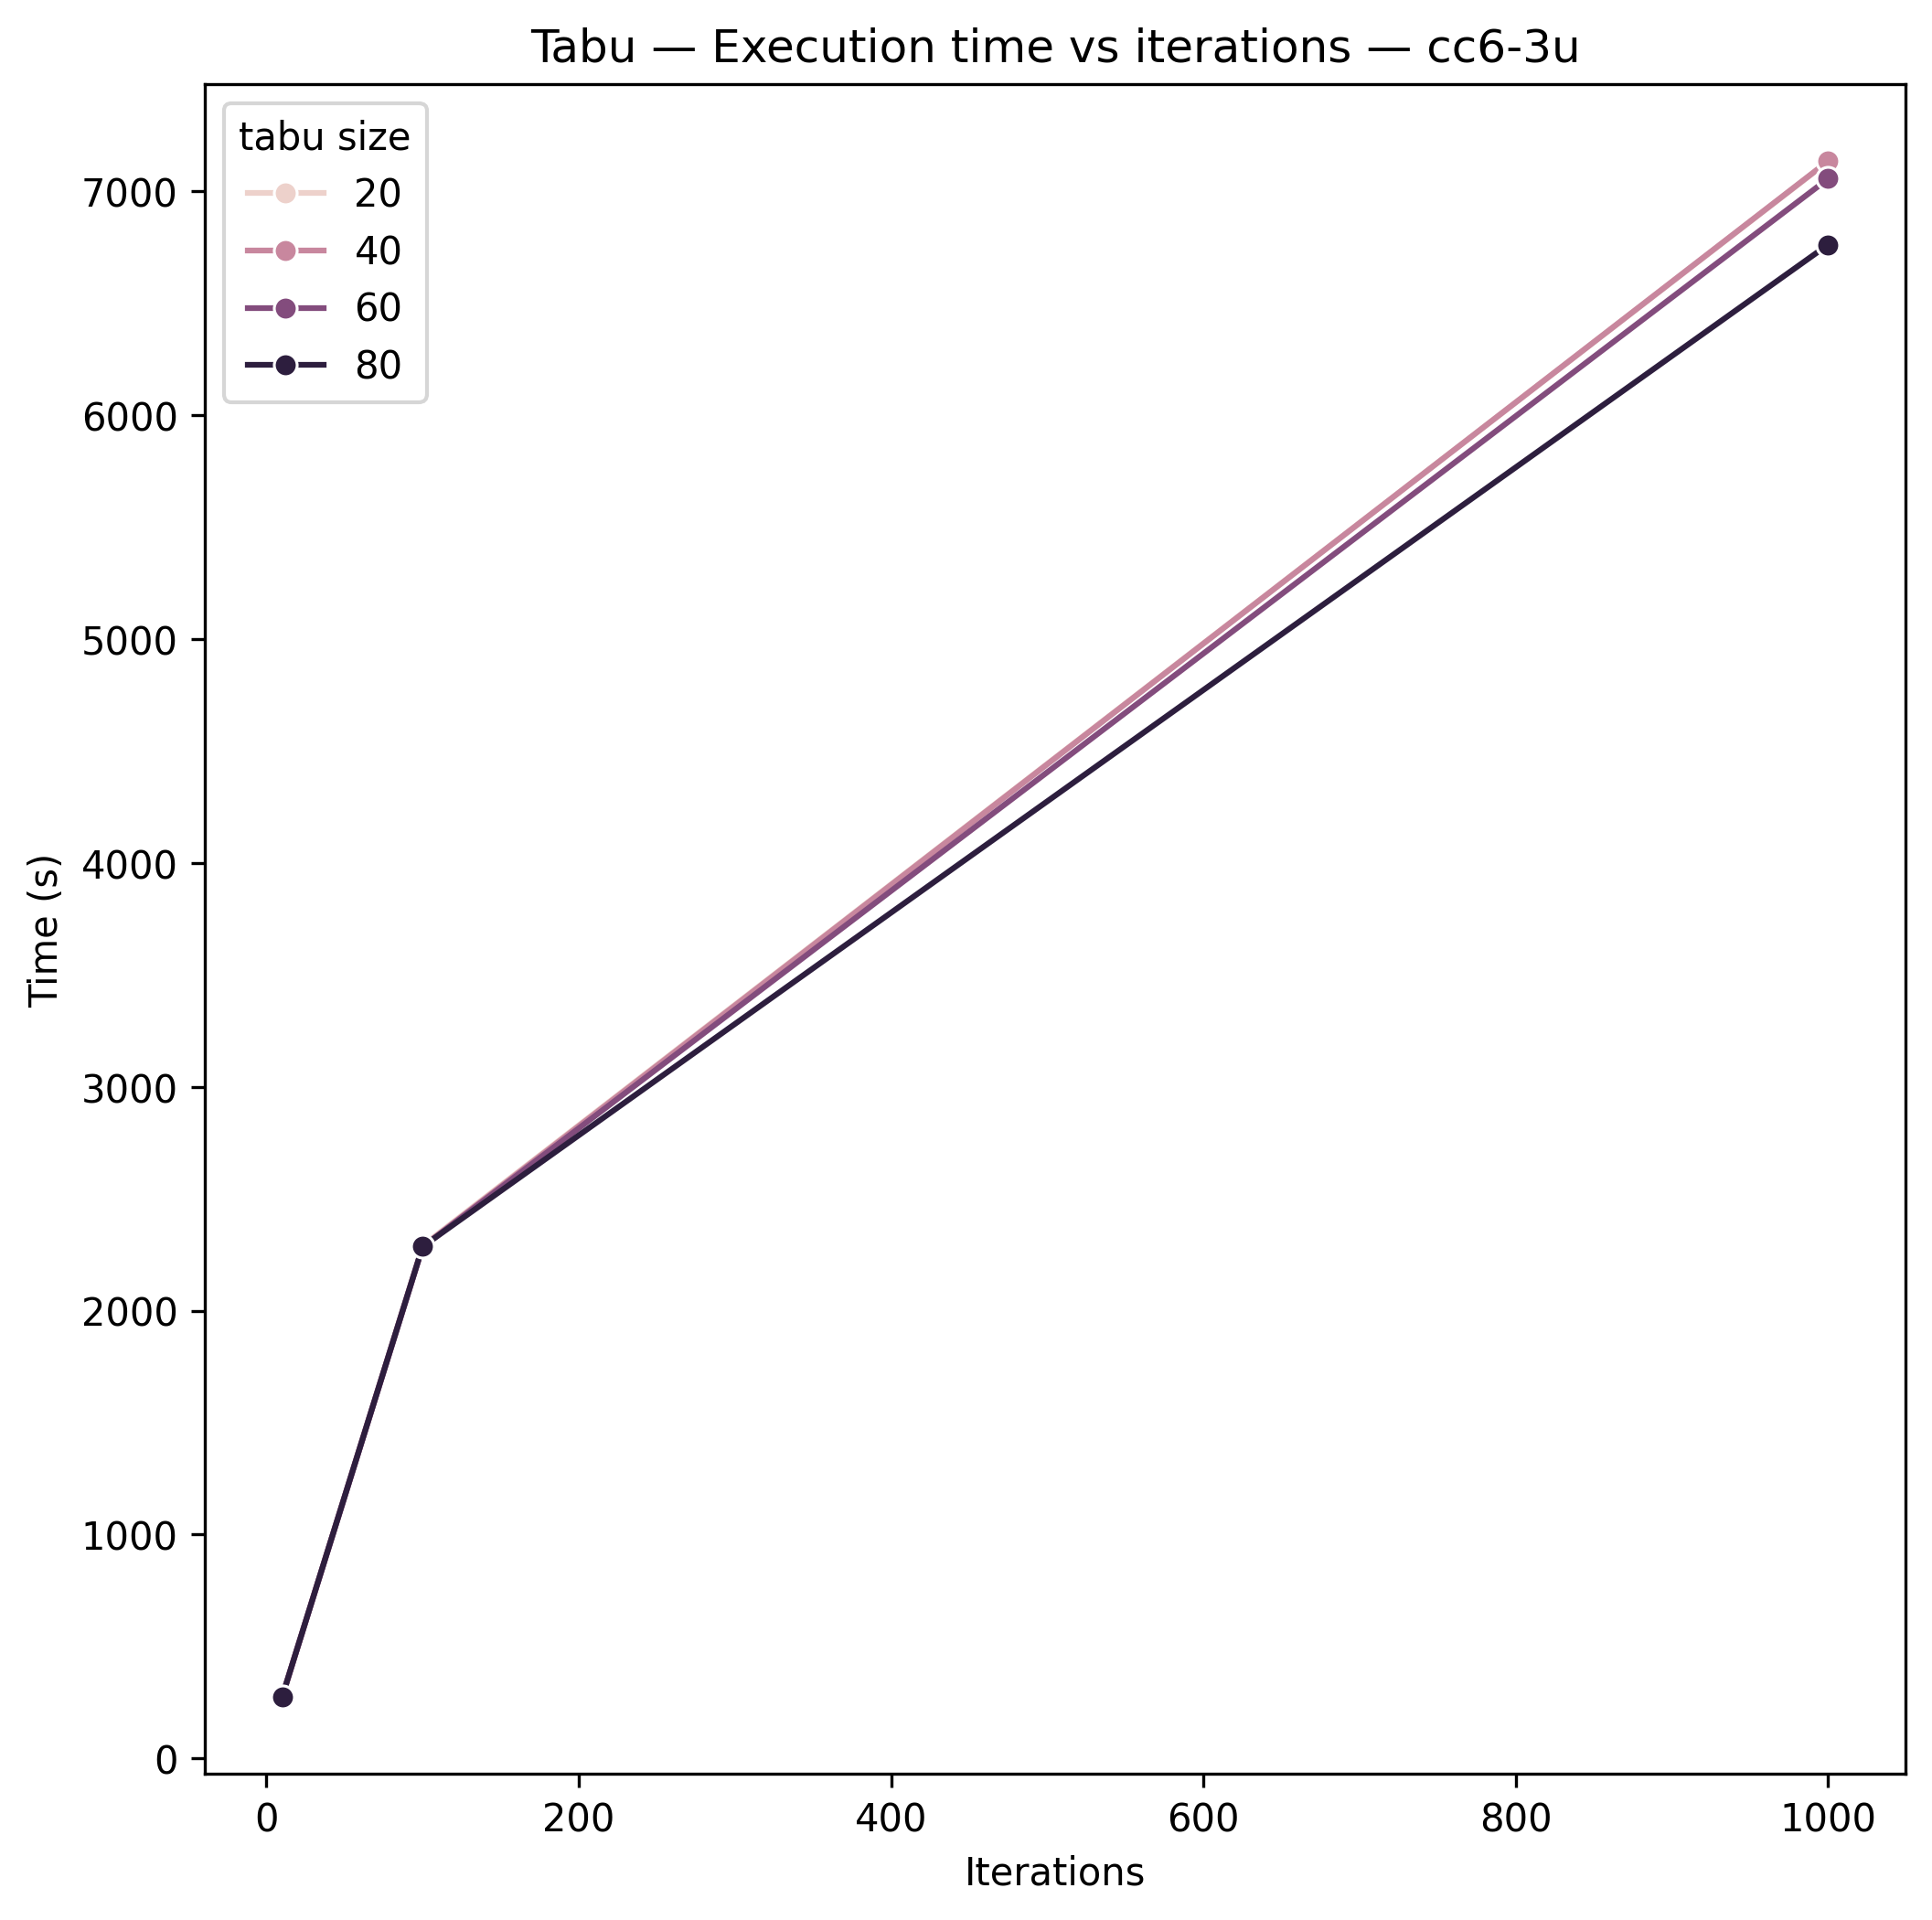 Tabu — Execution time vs iterations — cc6-3u
tabu size
20
40
60
80
7000
6000
5000
4000
3000
2000
1000
0
Time (s)
0 200 400 600 800 1000
Iterations